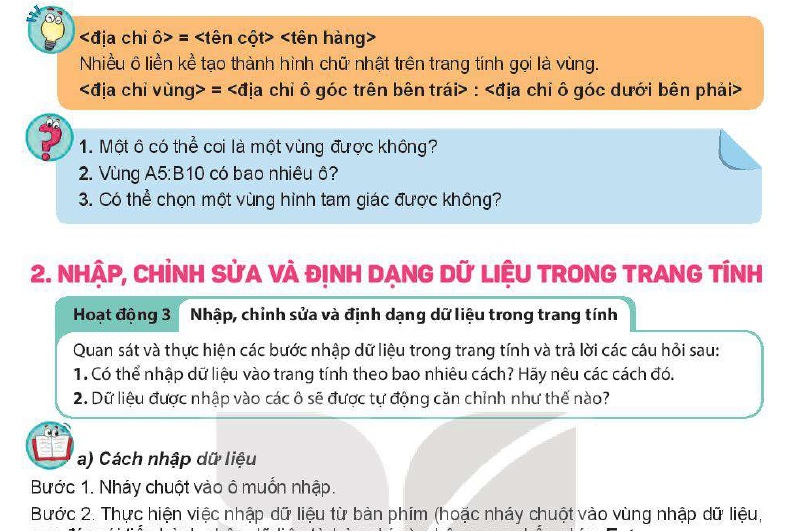 <địa chỉ ô> = <tên cột> <tên hàng>
Nhiều ô liền kề tạo thành hình chữ nhật trên trang tính gọi là vùng.
<địa chỉ vùng> = <địa chỉ ô góc trên bên trái> : <địa chỉ ô góc dưới bên phải>
1. Một ô có thể coi là một vùng được không?
2. Vùng A5:B10 có bao nhiêu ô?
3. Có thể chọn một vùng hình tam giác được không?
2. NHẬP, CHỈNH SỬA VÀ ĐỊNH DẠNG DỮ LIỆU TRONG TRANG TÍNH
Hoạt động 3 Nhập, chỉnh sửa và định dạng dữ liệu trong trang tính
Quan sát và thực hiện các bước nhập dữ liệu trong trang tính và trả lời các câu hỏi sau:
1. Có thể nhập dữ liệu vào trang tính theo bao nhiêu cách? Hãy nêu các cách đó.
2. Dữ liệu được nhập vào các ô sẽ được tự động căn chỉnh như thế nào?
a) Cách nhập dữ liệu
Bước 1. Nháy chuột vào ô muốn nhập.
Bước 2. Thực hiện việc nhập dữ liệu từ bàn phím (hoặc nháy chuột vào vùng nhập dữ liệu,